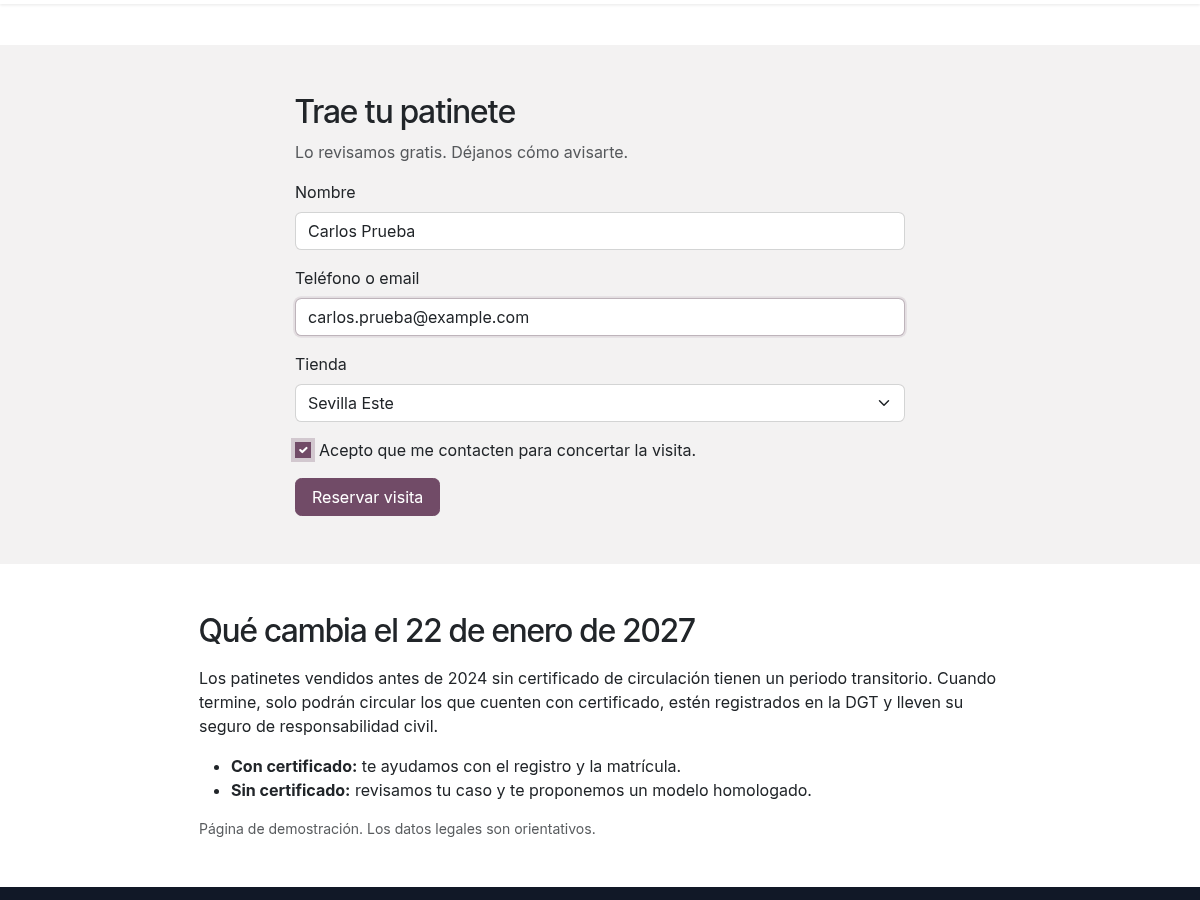 Trae tu patinete
Lo revisamos gratis. Déjanos cómo avisarte.
Nombre
Carlos Prueba
Teléfono o email
carlos.prueba@example.com
Tienda
Sevilla Este
Acepto que me contacten para concertar la visita.
Reservar visita
Qué cambia el 22 de enero de 2027
Los patinetes vendidos antes de 2024 sin certificado de circulación tienen un periodo transitorio. Cuando
termine, solo podrán circular los que cuenten con certificado, estén registrados en la DGT y lleven su
seguro de responsabilidad civil.
• Con certificado: te ayudamos con el registro y la matrícula.
• Sin certificado: revisamos tu caso y te proponemos un modelo homologado.
Página de demostración. Los datos legales son orientativos.